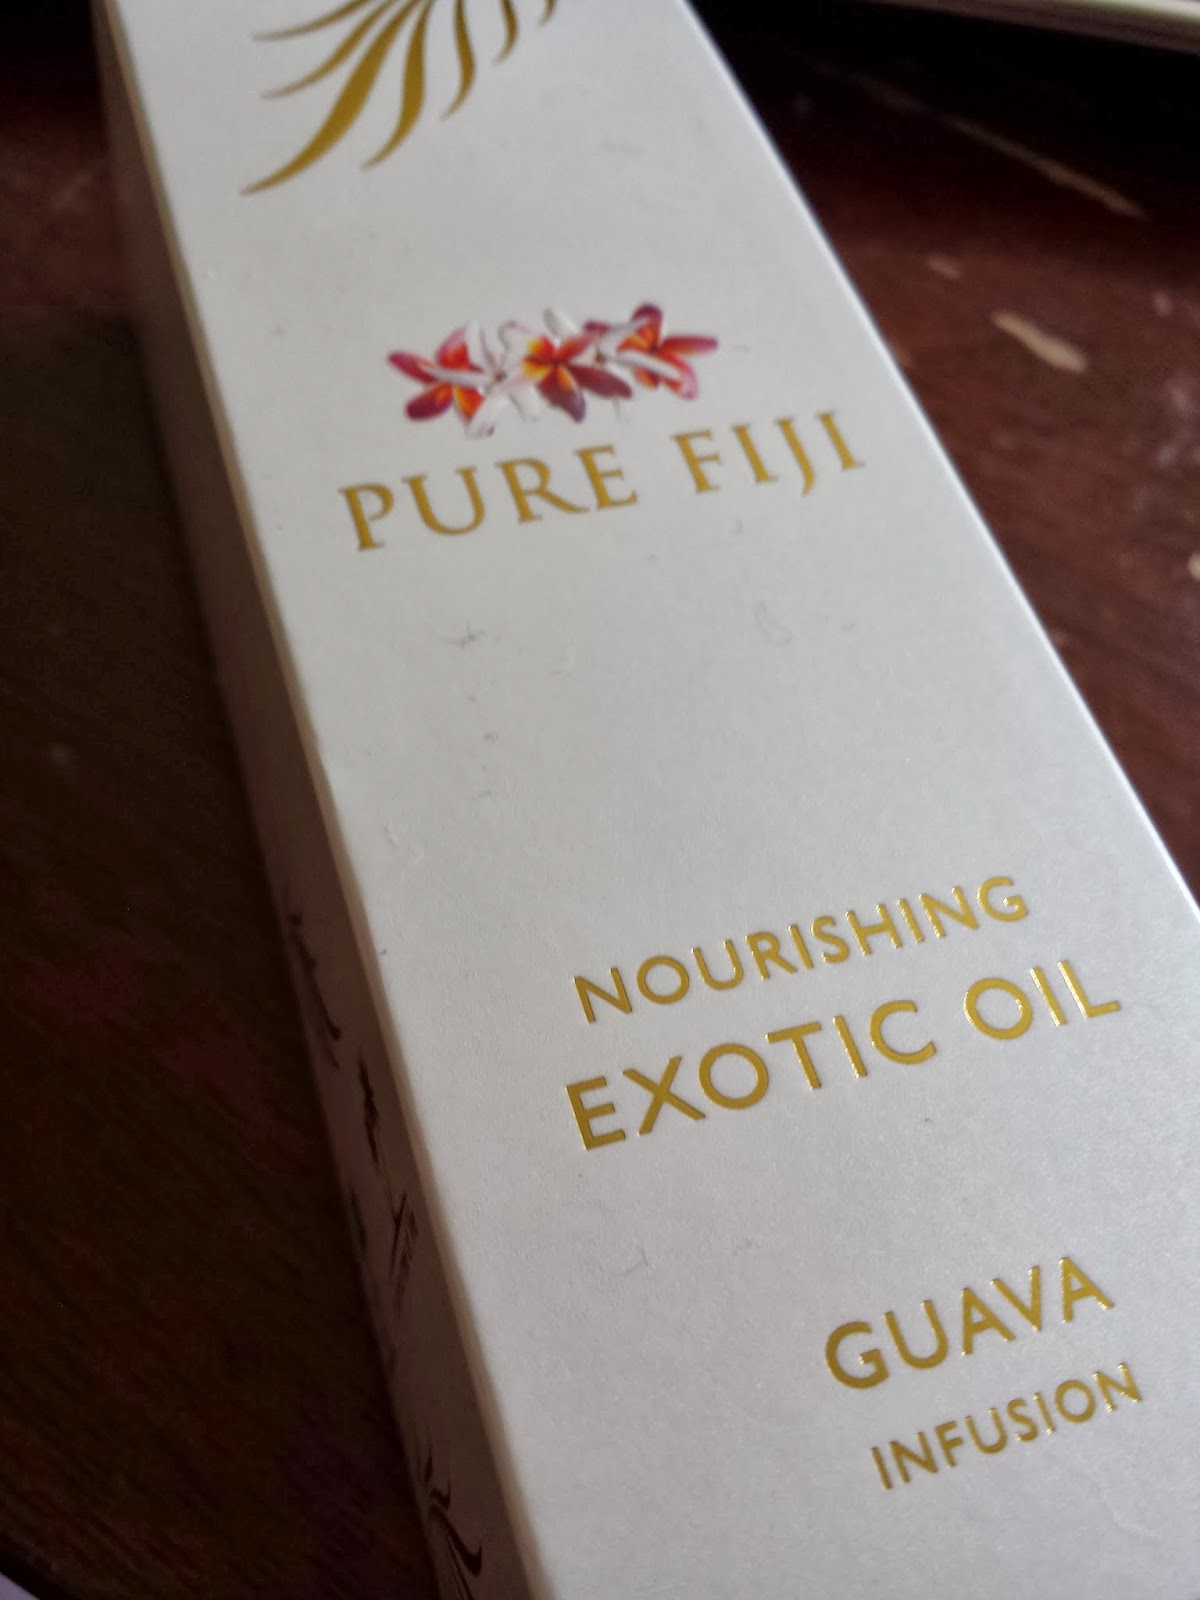 PURE FIJI
NOURISHING
EXOTIC OIL
GUAVA
INFUSION